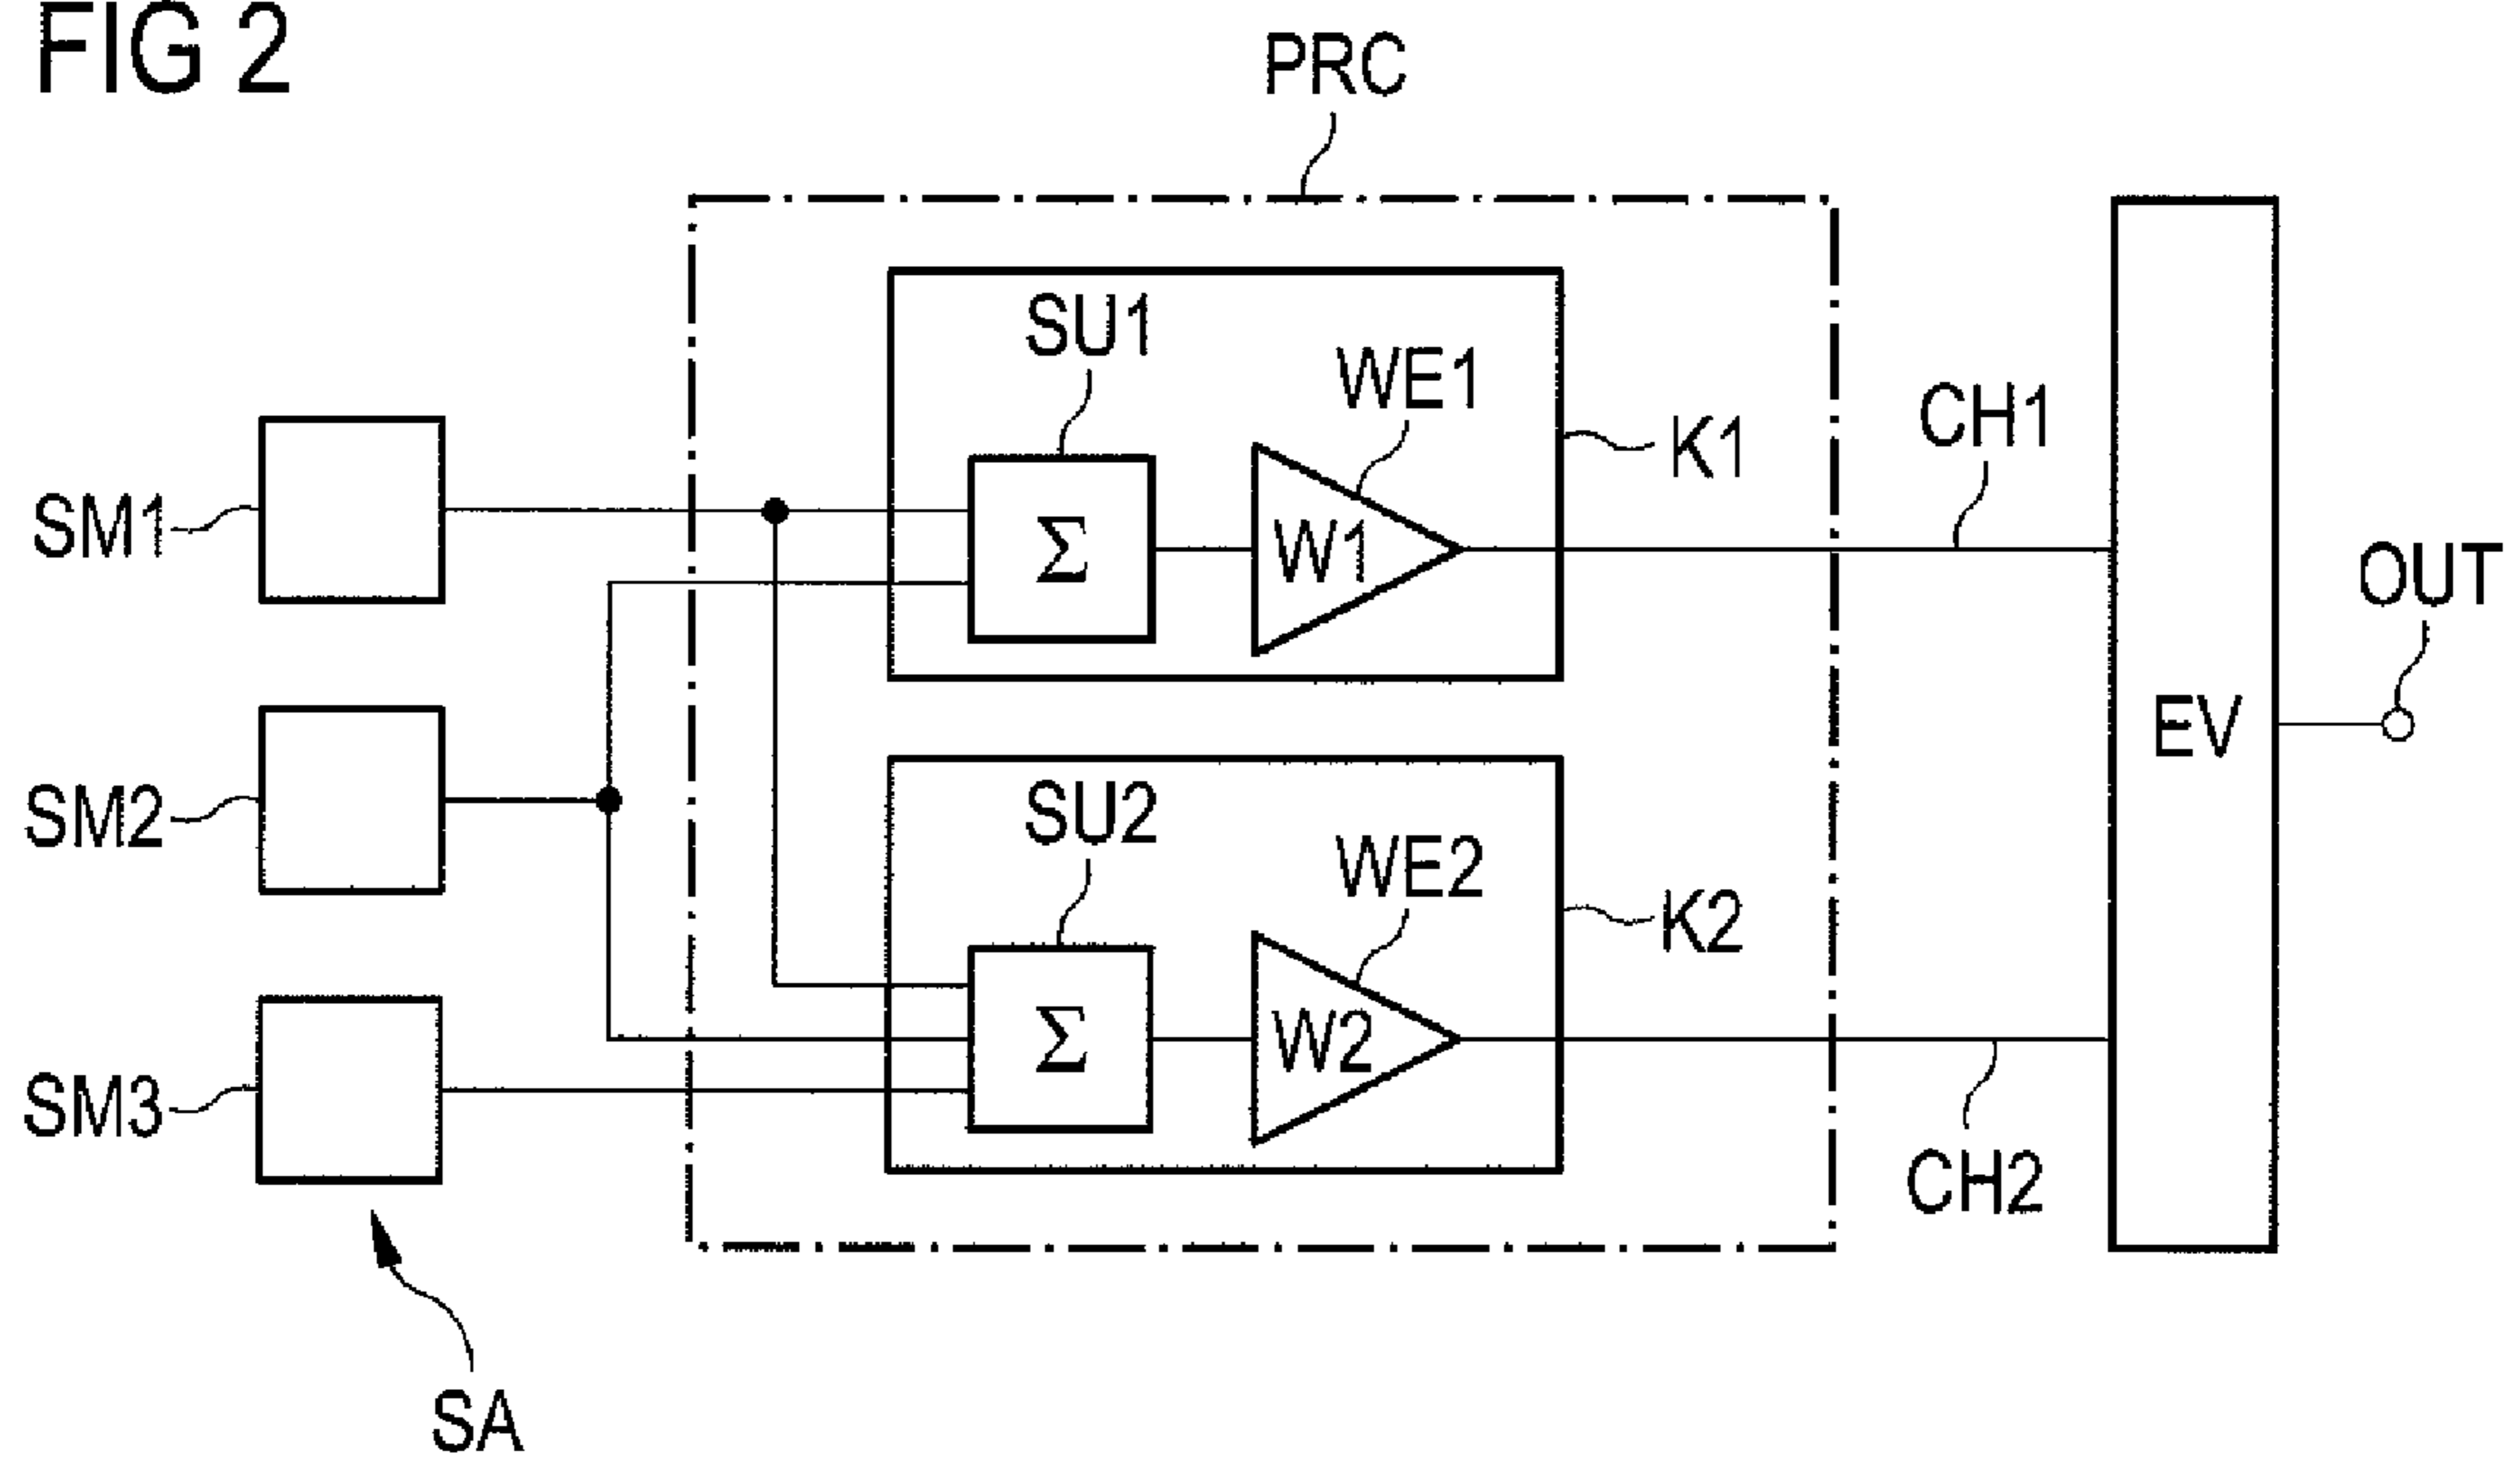 FIG 2
PRC
SU1
WE1
K1
CH1
SM1
Σ
W1
OUT
EV
SM2
SU2
WE2
K2
Σ
W2
SM3
CH2
SA